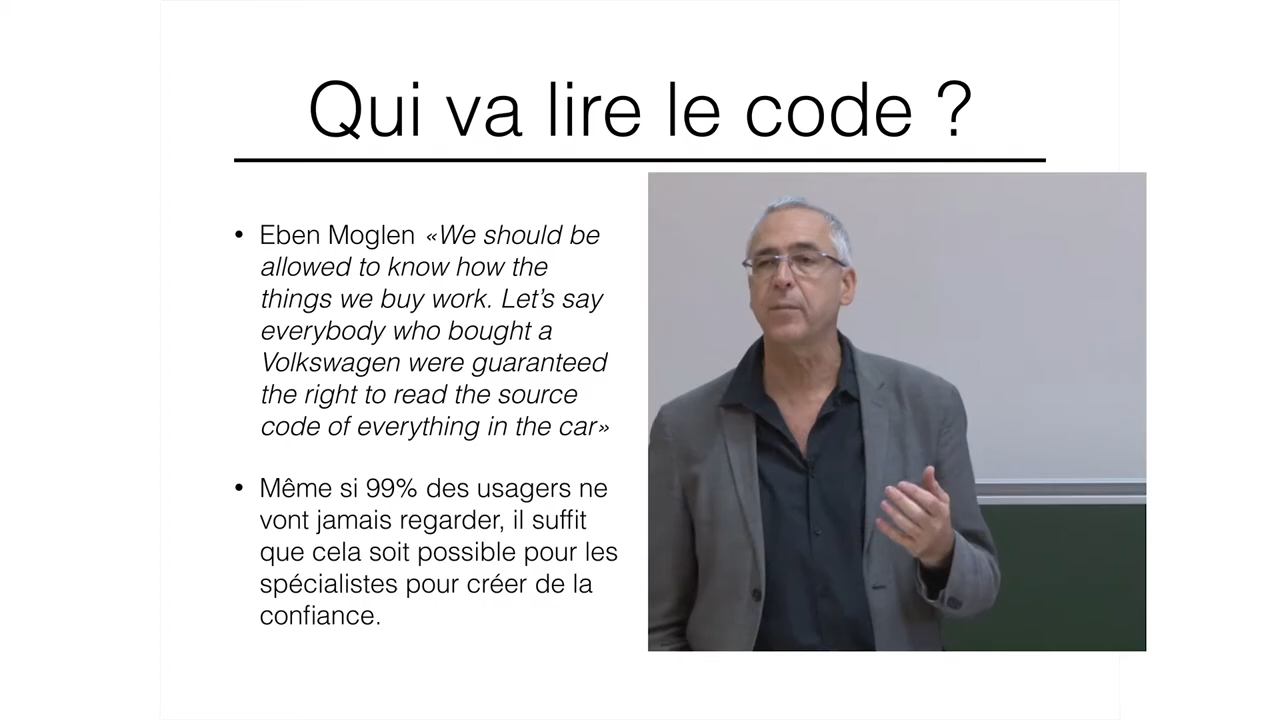 Qui va lire le code ?
• Eben Moglen «We should be
allowed to know how the
things we buy work. Let’s say
everybody who bought a
Volkswagen were guaranteed
the right to read the source
code of everything in the car»
• Même si 99% des usagers ne
vont jamais regarder, il suffit
que cela soit possible pour les
spécialistes pour créer de la
confiance.